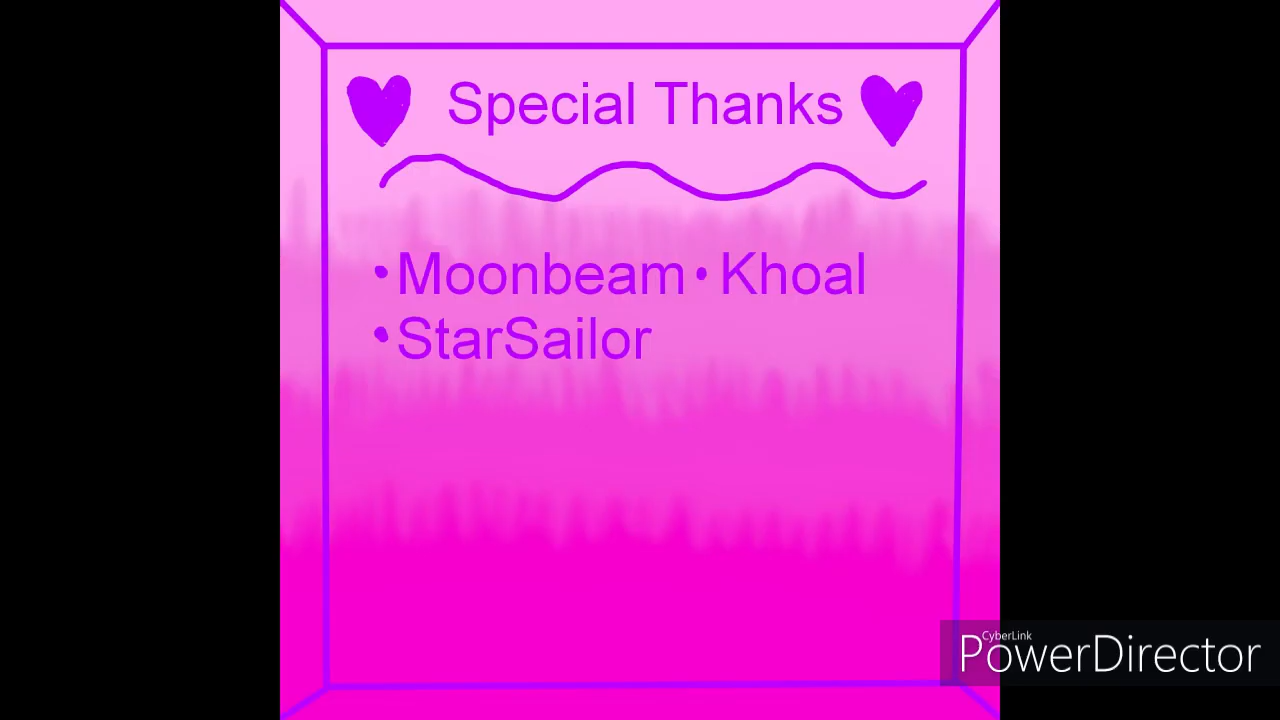 Special Thanks
•Moonbeam • Khoal
•StarSailor
CyberLink
PowerDirector